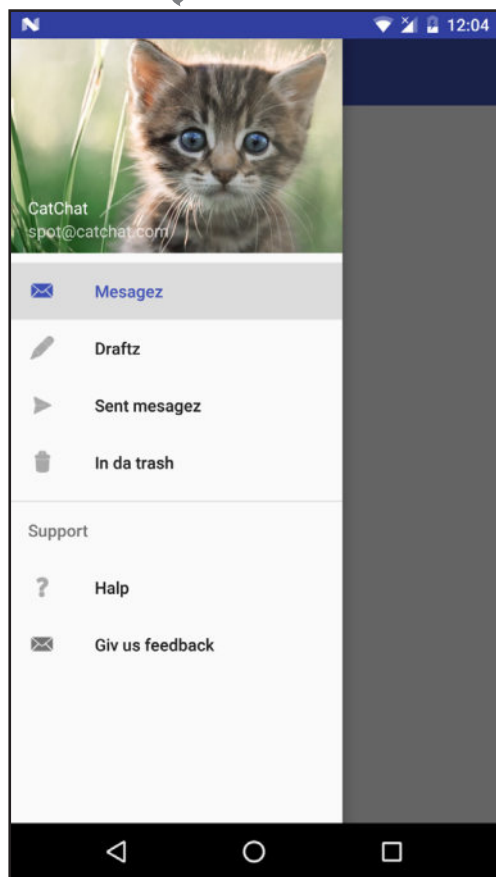 12:04
CatChat
spot@catchat.com
Mesagez
Draftz
Sent mesagez
In da trash
Support
Halp
Giv us feedback